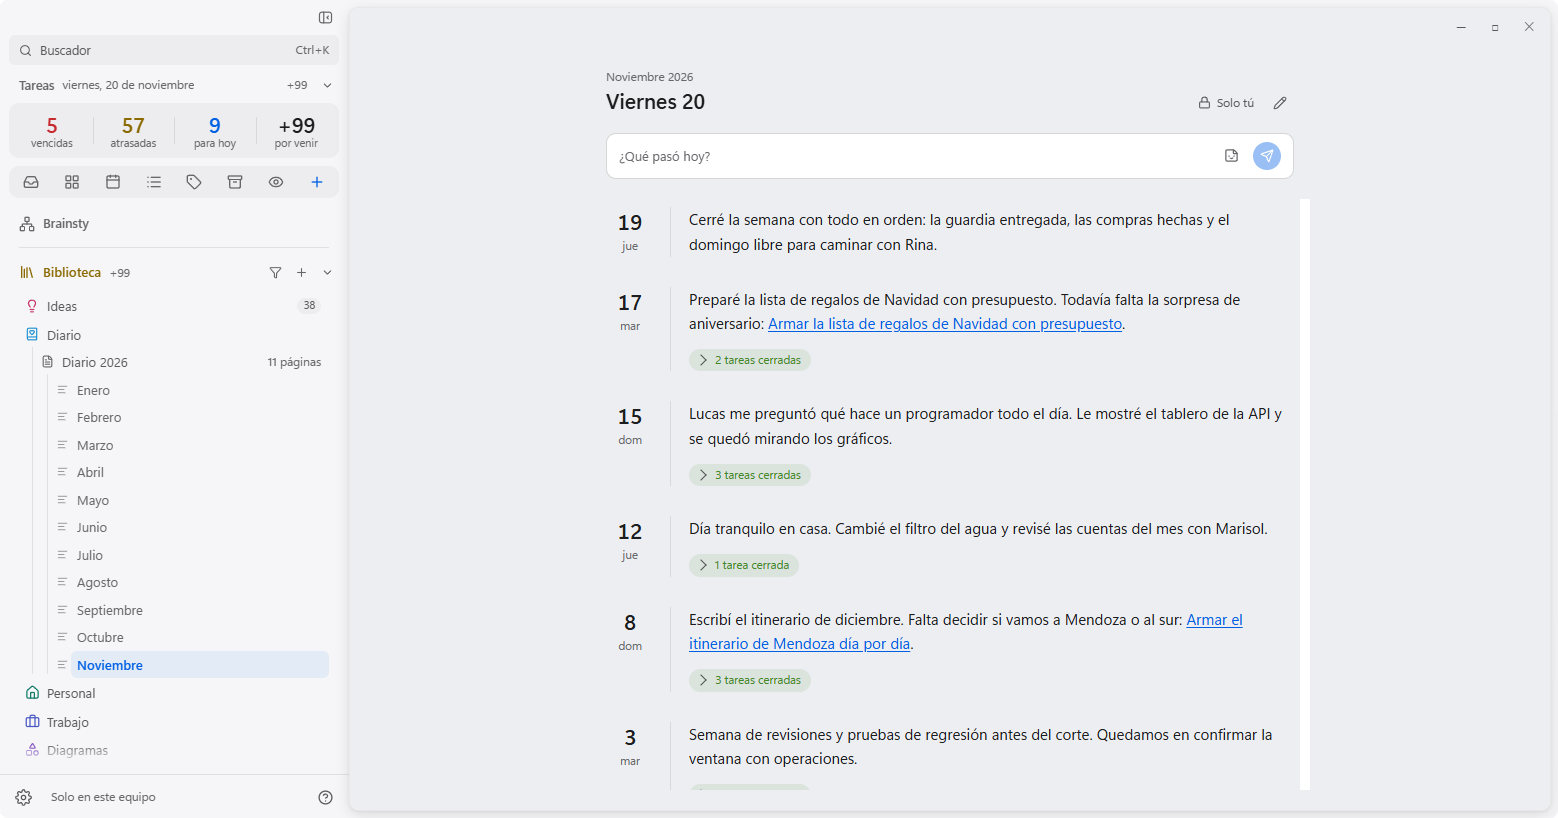 Buscador Ctrl+K
Tareas viernes, 20 de noviembre +99
5 57 9 +99
vencidas atrasadas para hoy por venir
Brainsty
Biblioteca +99
Ideas 38
Diario
Diario 2026 11 páginas
Enero
Febrero
Marzo
Abril
Mayo
Junio
Julio
Agosto
Septiembre
Octubre
Noviembre
Personal
Trabajo
Diagramas
Solo en este equipo
Noviembre 2026
Viernes 20
Solo tú
¿Qué pasó hoy?
19 jue
Cerré la semana con todo en orden: la guardia entregada, las compras hechas y el
domingo libre para caminar con Rina.
17 mar
Preparé la lista de regalos de Navidad con presupuesto. Todavía falta la sorpresa de
aniversario: Armar la lista de regalos de Navidad con presupuesto.
2 tareas cerradas
15 dom
Lucas me preguntó qué hace un programador todo el día. Le mostré el tablero de la API y
se quedó mirando los gráficos.
3 tareas cerradas
12 jue
Día tranquilo en casa. Cambié el filtro del agua y revisé las cuentas del mes con Marisol.
1 tarea cerrada
8 dom
Escribí el itinerario de diciembre. Falta decidir si vamos a Mendoza o al sur: Armar el
itinerario de Mendoza día por día.
3 tareas cerradas
3 mar
Semana de revisiones y pruebas de regresión antes del corte. Quedamos en confirmar la
ventana con operaciones.